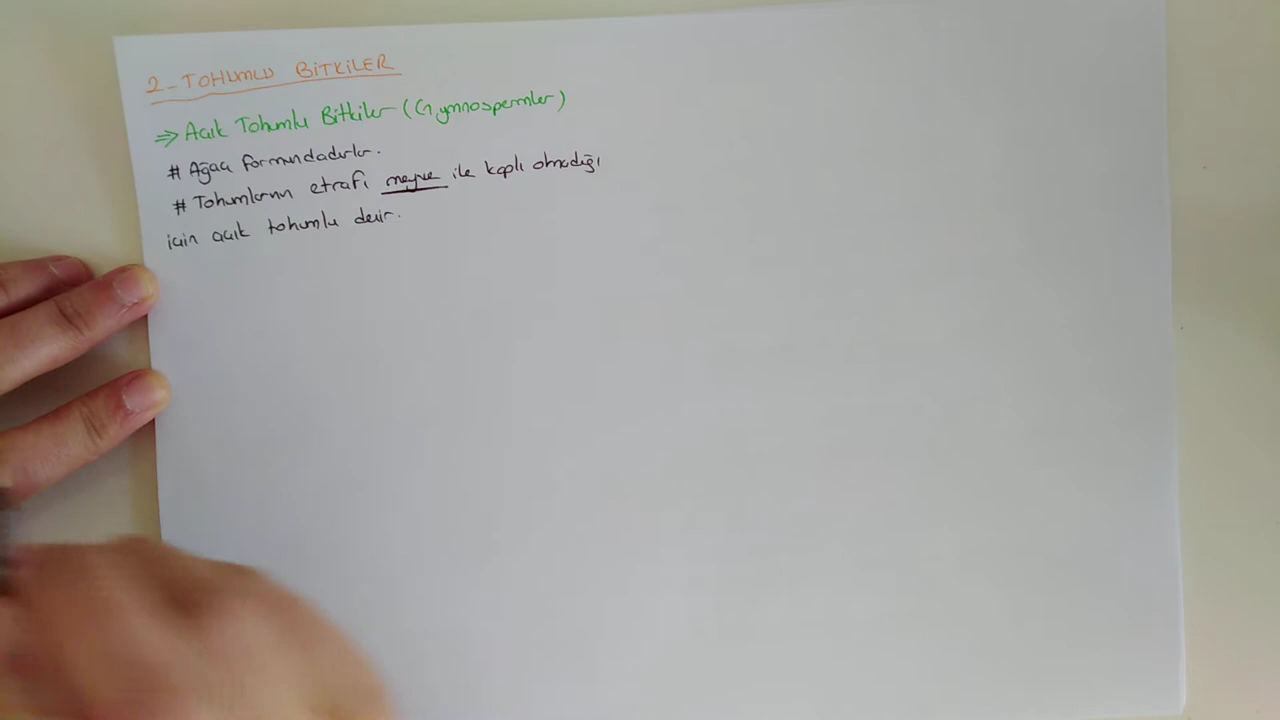 2-TOHUMLU BİTKİLER
⇒ Açık Tohumlu Bitkiler (Gymnospermler)
# Ağaç formundadırlar.
# Tohumlarının etrafı meyve ile kaplı olmadığı
için açık tohumlu denir.